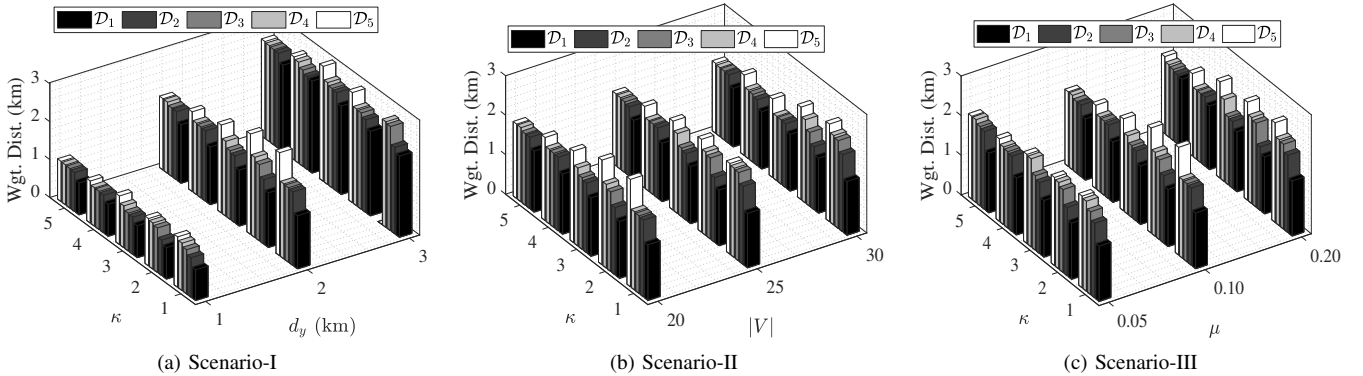 𝒟1 𝒟2 𝒟3 𝒟4 𝒟5
Wgt. Dist. (km)
3
2
1
0
5
4
3
2
1
κ
1
2
3
d_y (km)
(a) Scenario-I
𝒟1 𝒟2 𝒟3 𝒟4 𝒟5
Wgt. Dist. (km)
3
2
1
0
5
4
3
2
1
κ
20
25
30
|V|
(b) Scenario-II
𝒟1 𝒟2 𝒟3 𝒟4 𝒟5
Wgt. Dist. (km)
3
2
1
0
5
4
3
2
1
κ
0.05
0.10
0.20
μ
(c) Scenario-III